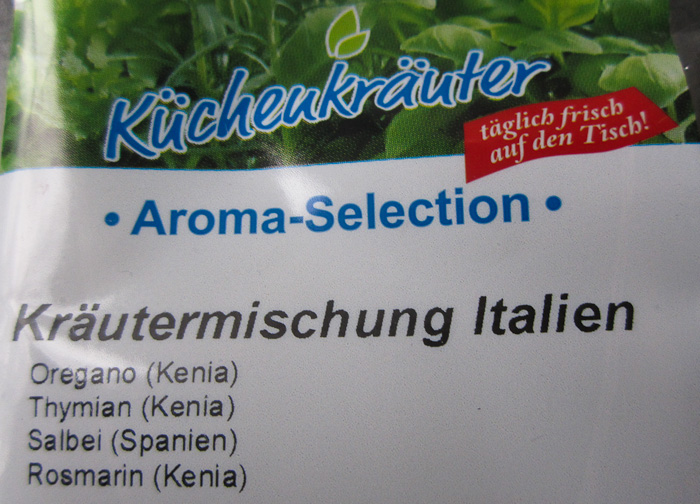 Küchenkräuter
täglich frisch
auf den Tisch!
• Aroma-Selection •
Kräutermischung Italien
Oregano (Kenia)
Thymian (Kenia)
Salbei (Spanien)
Rosmarin (Kenia)